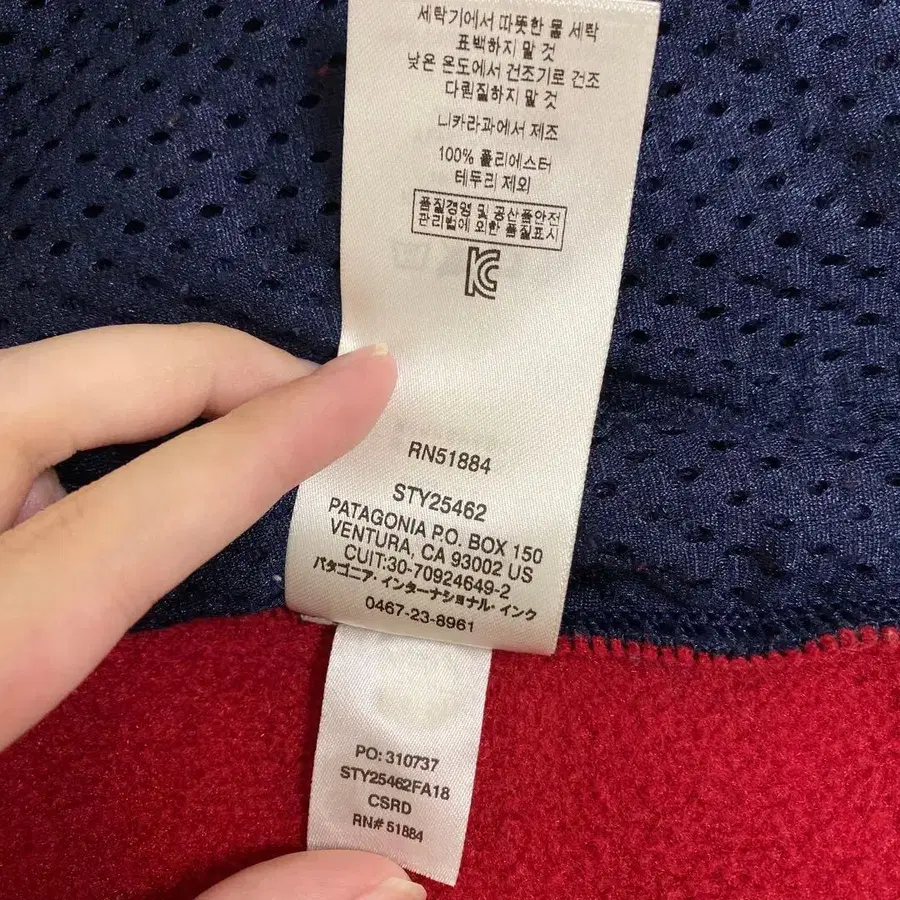 세탁기에서 따뜻한 물 세탁
표백하지 말 것
낮은 온도에서 건조기로 건조
다림질하지 말 것
니카라과에서 제조
100% 폴리에스터
테두리 제외
품질경영 및 공산품안전
관리법에 의한 품질표시
KC
RN51884
STY25462
PATAGONIA P.O. BOX 150
VENTURA, CA 93002 US
CUIT:30-70924649-2
パタゴニア・インターナショナル・インク
0467-23-8961
PO: 310737
STY25462FA18
CSRD
RN# 51884